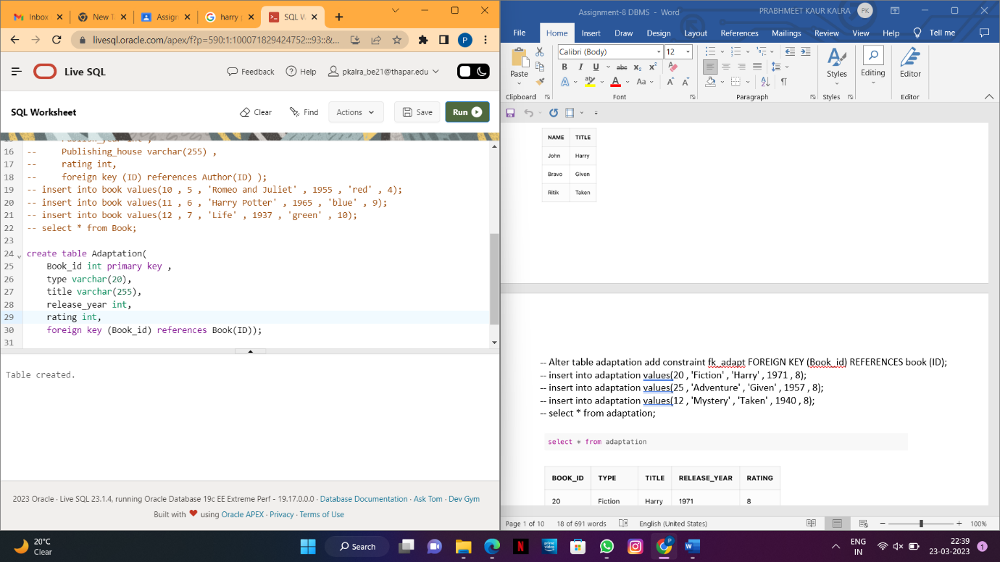 Inbox
New T
Assign
harry p
SQL W
livesql.oracle.com/apex/f?p=590:1:100071829424752:::93::&...
P
Live SQL
Feedback
Help
pkalra_be21@thapar.edu
SQL Worksheet
Clear
Find
Actions
Save
Run
16 -- Publishing_house varchar(255) ,
17 -- rating int,
18 -- foreign key (ID) references Author(ID) );
19 -- insert into book values(10 , 5 , 'Romeo and Juliet' , 1955 , 'red' , 4);
20 -- insert into book values(11 , 6 , 'Harry Potter' , 1965 , 'blue' , 9);
21 -- insert into book values(12 , 7 , 'Life' , 1937 , 'green' , 10);
22 -- select * from Book;
23
24 create table Adaptation(
25 Book_id int primary key ,
26 type varchar(20),
27 title varchar(255),
28 release_year int,
29 rating int,
30 foreign key (Book_id) references Book(ID));
31
Table created.
2023 Oracle · Live SQL 23.1.4, running Oracle Database 19c EE Extreme Perf - 19.17.0.0.0 · Database Documentation · Ask Tom · Dev Gym
Built with ❤ using Oracle APEX · Privacy · Terms of Use
Assignment-8 DBMS - Word
PRABHMEET KAUR KALRA
PK
File Home Insert Draw Design Layout References Mailings Review View Help Tell me
Calibri (Body) 12
Paste
B I U abc x₂ x²
A A Aa A A
Styles
Editing
Editor
Clipboard Font Paragraph Styles Editor
NAME TITLE
John Harry
Bravo Given
Ritik Taken
-- Alter table adaptation add constraint fk_adapt FOREIGN KEY (Book_id) REFERENCES book (ID);
-- insert into adaptation values(20 , 'Fiction' , 'Harry' , 1971 , 8);
-- insert into adaptation values(25 , 'Adventure' , 'Given' , 1957 , 8);
-- insert into adaptation values(12 , 'Mystery' , 'Taken' , 1940 , 8);
-- select * from adaptation;
select * from adaptation
BOOK_ID TYPE TITLE RELEASE_YEAR RATING
20 Fiction Harry 1971 8
Page 1 of 10 18 of 691 words English (United States) 100%
20°C
Clear
Search
ENG
IN
22:39
23-03-2023
1